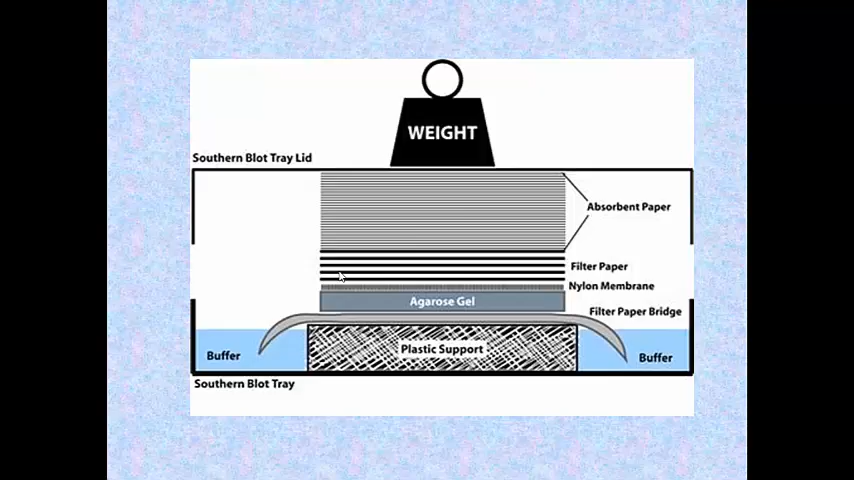 WEIGHT
Southern Blot Tray Lid
Absorbent Paper
Filter Paper
Nylon Membrane
Agarose Gel
Filter Paper Bridge
Plastic Support
Buffer
Buffer
Southern Blot Tray